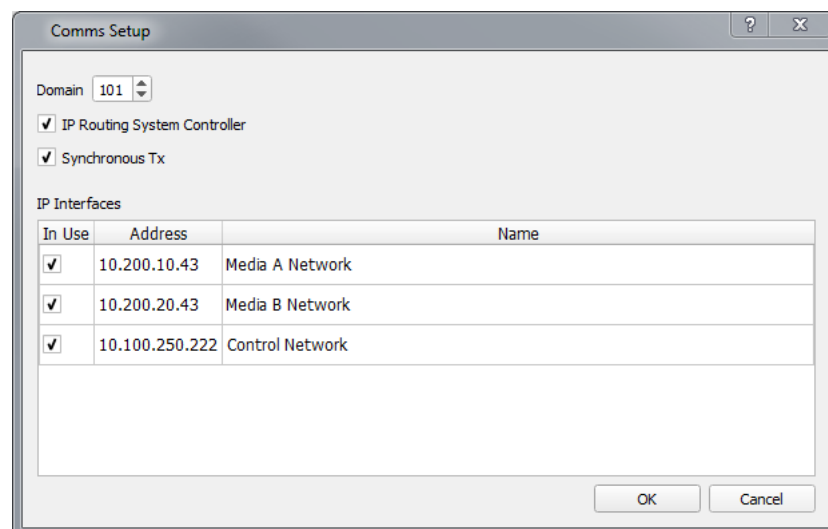 Comms Setup
Domain 101
IP Routing System Controller
Synchronous Tx
IP Interfaces
In Use Address Name
10.200.10.43 Media A Network
10.200.20.43 Media B Network
10.100.250.222 Control Network
OK Cancel